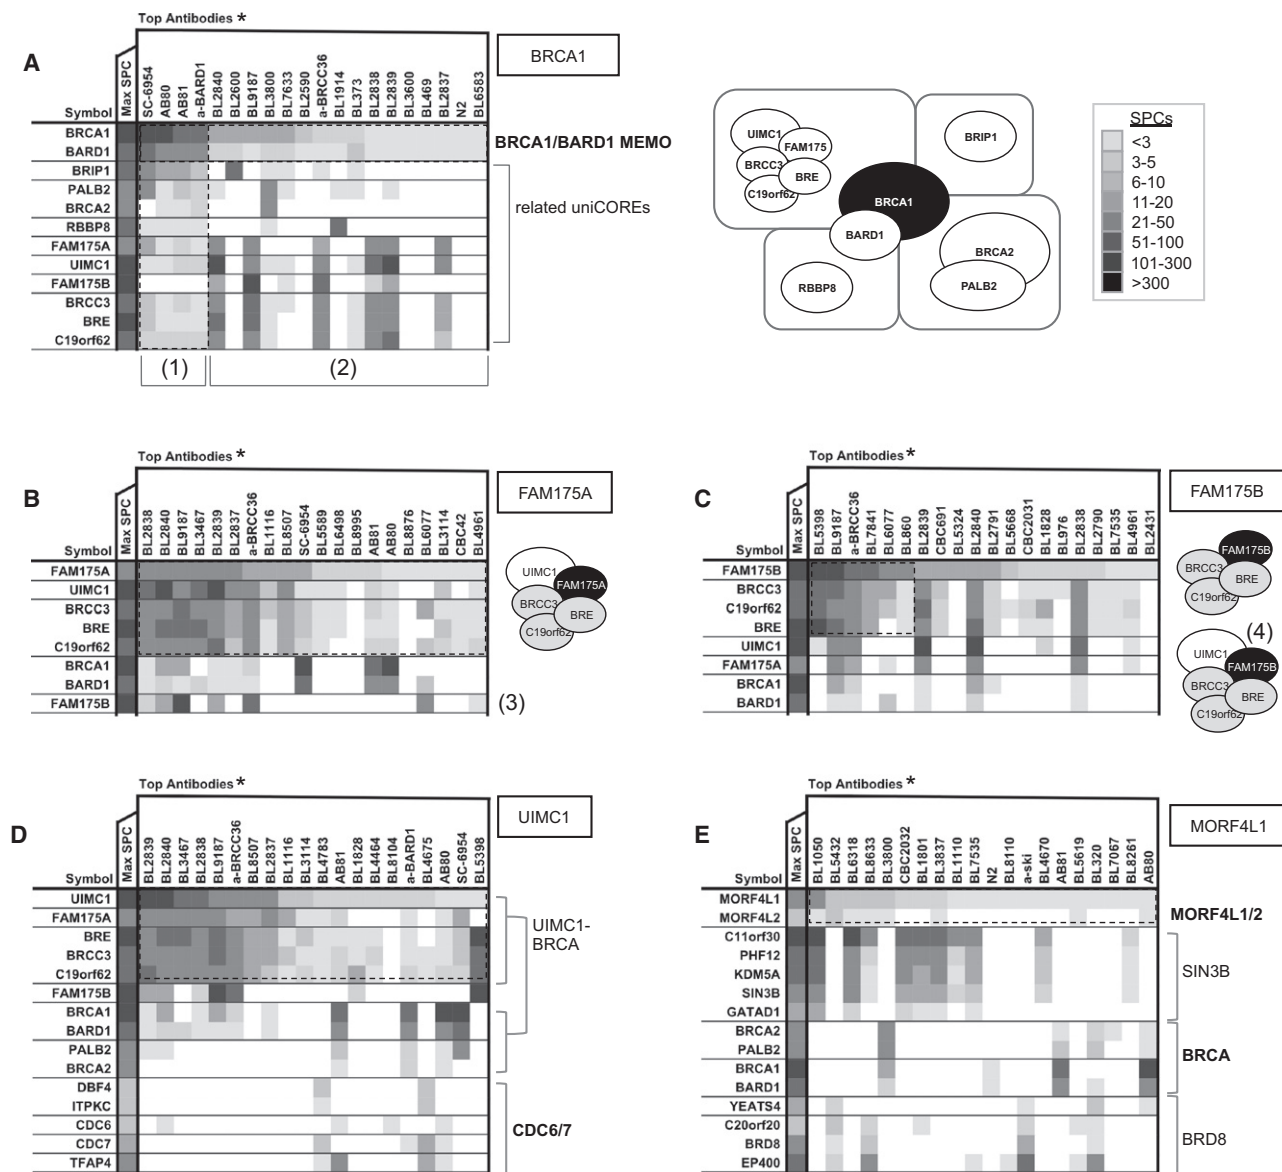 A
Top Antibodies *
BRCA1
Symbol
Max SPC
SC-6954
AB80
AB81
a-BARD1
BL2840
BL2600
BL9187
BL3800
BL7633
BL2590
a-BRCC36
BL1914
BL373
BL2838
BL2839
BL3600
BL469
BL2837
N2
BL6583
BRCA1
BARD1
BRIP1
PALB2
BRCA2
RBBP8
FAM175A
UIMC1
FAM175B
BRCC3
BRE
C19orf62
BRCA1/BARD1 MEMO
related uniCOREs
(1)
(2)
UIMC1
FAM175
BRCC3
BRE
C19orf62
BRCA1
BARD1
BRIP1
BRCA2
PALB2
RBBP8
SPCs
<3
3-5
6-10
11-20
21-50
51-100
101-300
>300
B
Top Antibodies *
FAM175A
Symbol
Max SPC
BL2838
BL2840
BL9187
BL3467
BL2839
BL2837
a-BRCC36
BL1116
BL8507
SC-6954
BL5589
BL6498
BL8995
AB81
AB80
BL8876
BL6077
BL3114
CBC42
BL4961
FAM175A
UIMC1
BRCC3
BRE
C19orf62
BRCA1
BARD1
FAM175B
UIMC1
FAM175A
BRCC3
BRE
C19orf62
(3)
C
Top Antibodies *
FAM175B
Symbol
Max SPC
BL5398
BL9187
a-BRCC36
BL7841
BL6077
BL860
BL2839
CBC691
BL5324
BL2840
BL2791
BL5668
CBC2031
BL1828
BL976
BL2838
BL2790
BL7535
BL4961
BL2431
FAM175B
BRCC3
C19orf62
BRE
UIMC1
FAM175A
BRCA1
BARD1
FAM175B
BRCC3
BRE
C19orf62
(4)
UIMC1
FAM175B
BRCC3
BRE
C19orf62
D
Top Antibodies *
UIMC1
Symbol
Max SPC
BL2839
BL2840
BL3467
BL2838
BL9187
a-BRCC36
BL8507
BL2837
BL1116
BL3114
BL4783
AB81
BL1828
BL4464
BL8104
a-BARD1
BL4675
AB80
SC-6954
BL5398
UIMC1
FAM175A
BRE
BRCC3
C19orf62
FAM175B
BRCA1
BARD1
PALB2
BRCA2
DBF4
ITPKC
CDC6
CDC7
TFAP4
UIMC1-
BRCA
CDC6/7
E
Top Antibodies *
MORF4L1
Symbol
Max SPC
BL1050
BL5432
BL6318
BL8633
BL3800
CBC2032
BL1801
BL3837
BL1110
BL7535
N2
BL8110
a-ski
BL4670
AB81
BL5619
BL320
BL7067
BL8261
AB80
MORF4L1
MORF4L2
C11orf30
PHF12
KDM5A
SIN3B
GATAD1
BRCA2
PALB2
BRCA1
BARD1
YEATS4
C20orf20
BRD8
EP400
MORF4L1/2
SIN3B
BRCA
BRD8